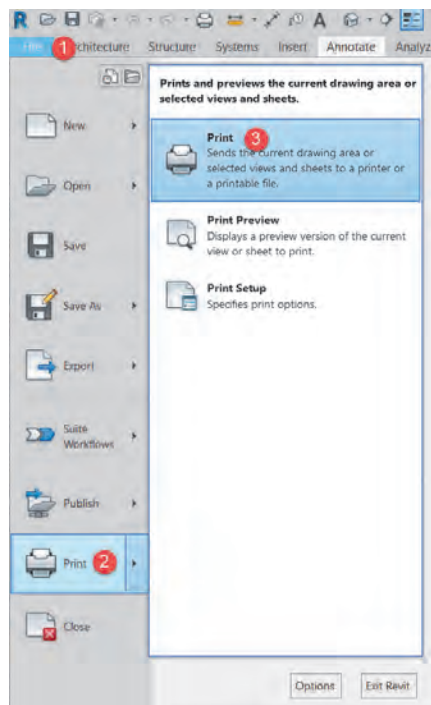 File 1 Architecture Structure Systems Insert Annotate Analyz
Prints and previews the current drawing area or
selected views and sheets.
New
Open
Save
Save As
Export
Suite
Workflows
Publish
Print 2
Close
Print 3
Sends the current drawing area or
selected views and sheets to a printer or
a printable file.
Print Preview
Displays a preview version of the current
view or sheet to print.
Print Setup
Specifies print options.
Options Exit Revit